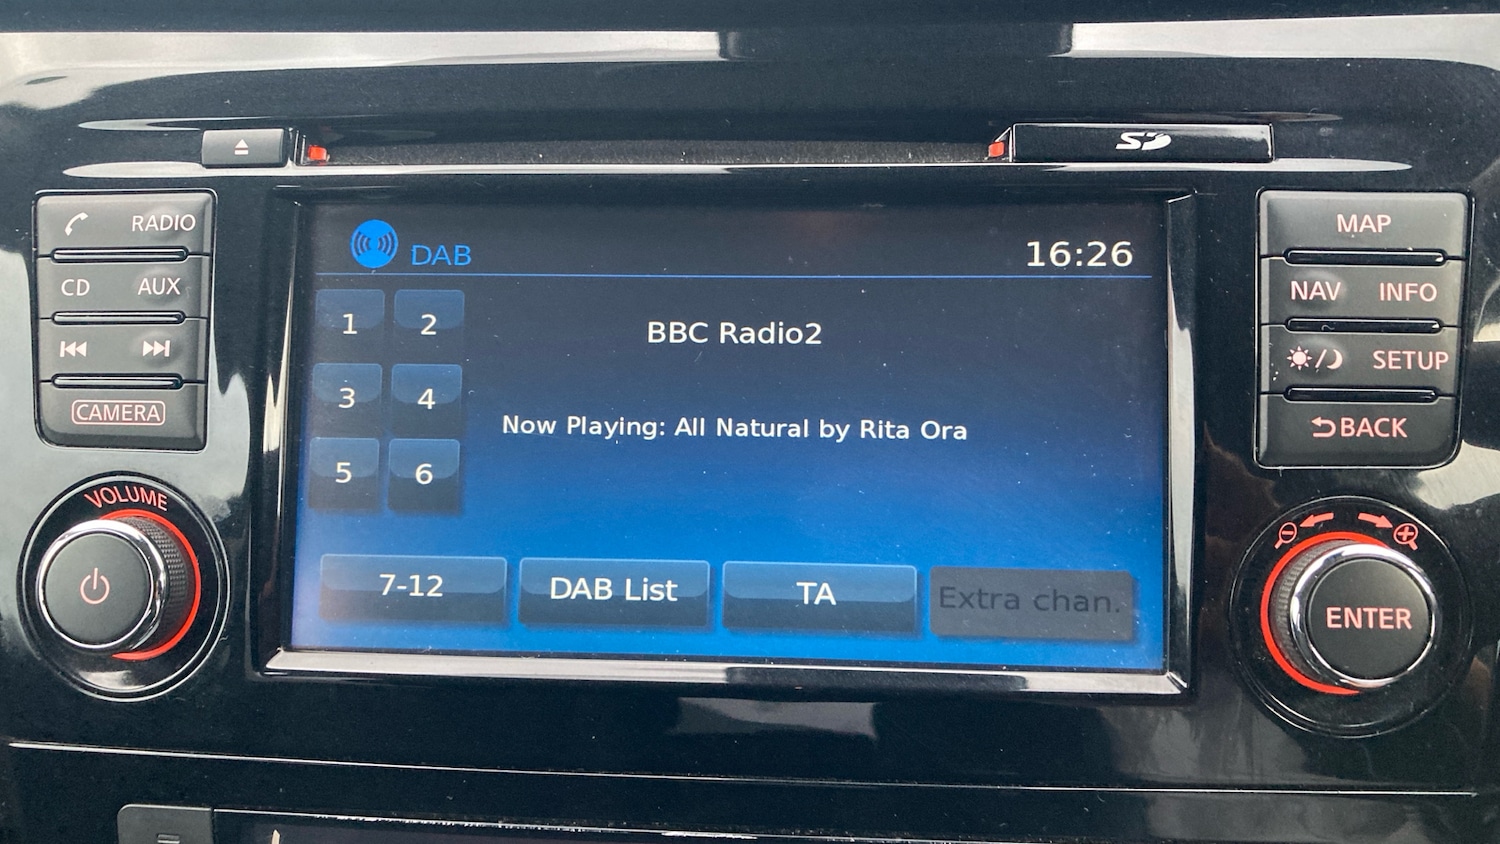 SD
RADIO
CD AUX
CAMERA
VOLUME
DAB
16:26
1 2
3 4
5 6
BBC Radio2
Now Playing: All Natural by Rita Ora
7-12
DAB List
TA
Extra chan.
MAP
NAV INFO
/ SETUP
BACK
ENTER